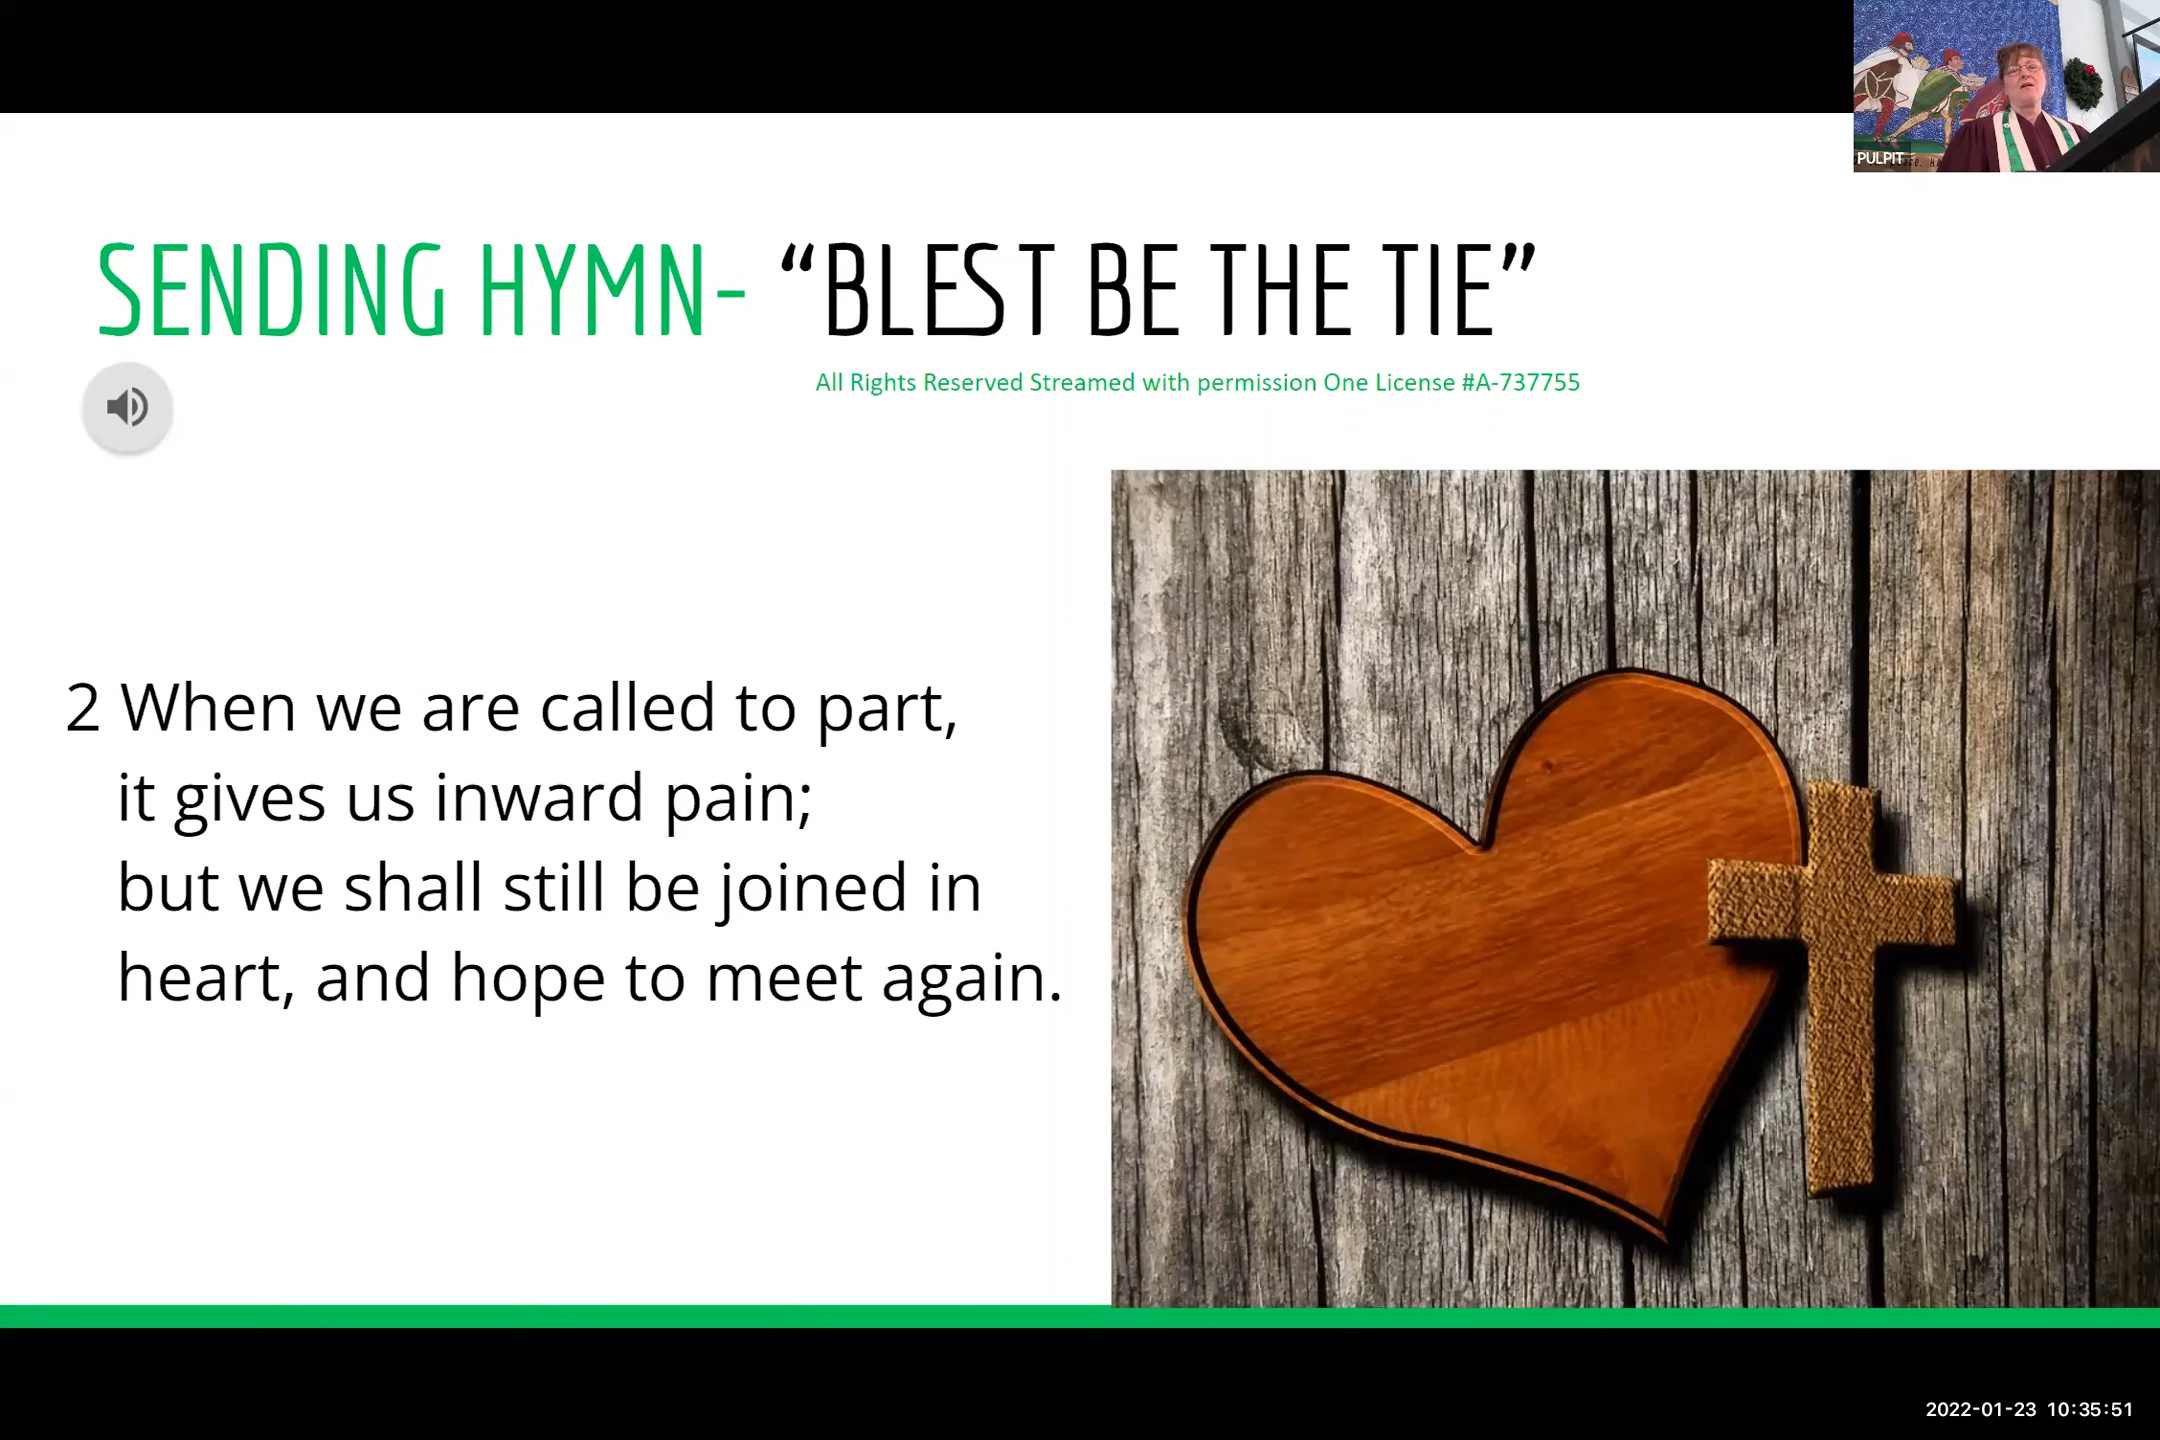 PULPIT
SENDING HYMN- “BLEST BE THE TIE”
All Rights Reserved Streamed with permission One License #A-737755
2 When we are called to part,
it gives us inward pain;
but we shall still be joined in
heart, and hope to meet again.
2022-01-23 10:35:51